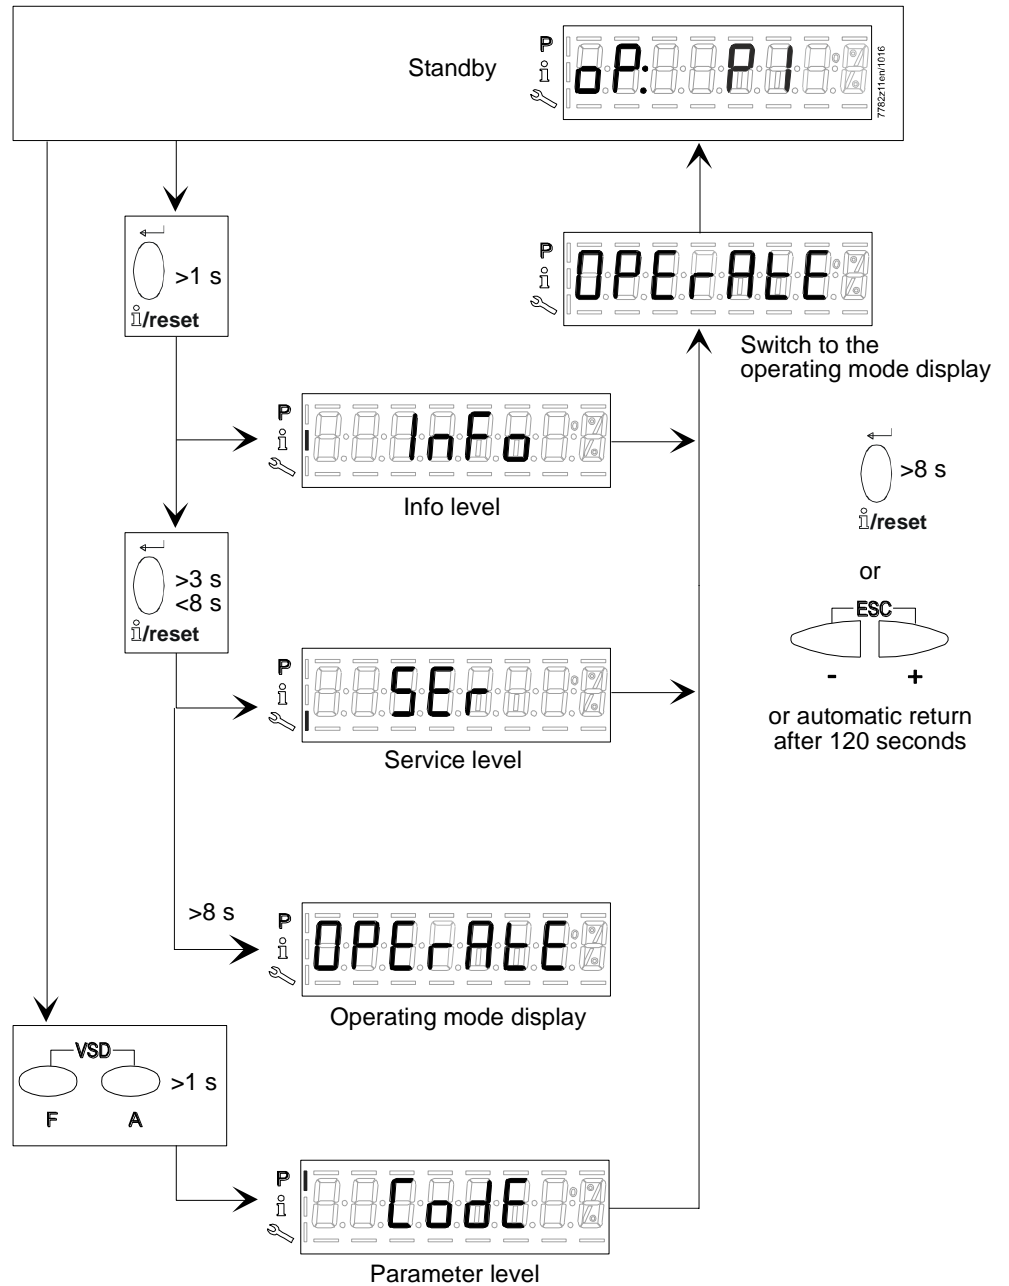 Standby
P
i
oP: P1
7782z11en/1016
>1 s
i/reset
P
i
OPErAtE
Switch to the
operating mode display
P
i
InFo
Info level
>8 s
i/reset
or
ESC
- +
or automatic return
after 120 seconds
>3 s
<8 s
i/reset
P
i
SEr
Service level
>8 s
P
i
OPErAtE
Operating mode display
VSD
>1 s
F A
P
i
CodE
Parameter level